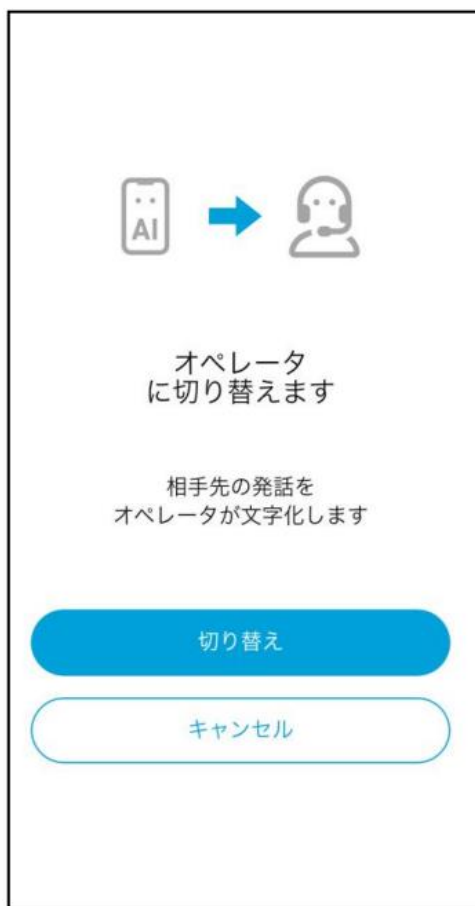 AI
オペレータ
に切り替えます
相手先の発話を
オペレータが文字化します
切り替え
キャンセル